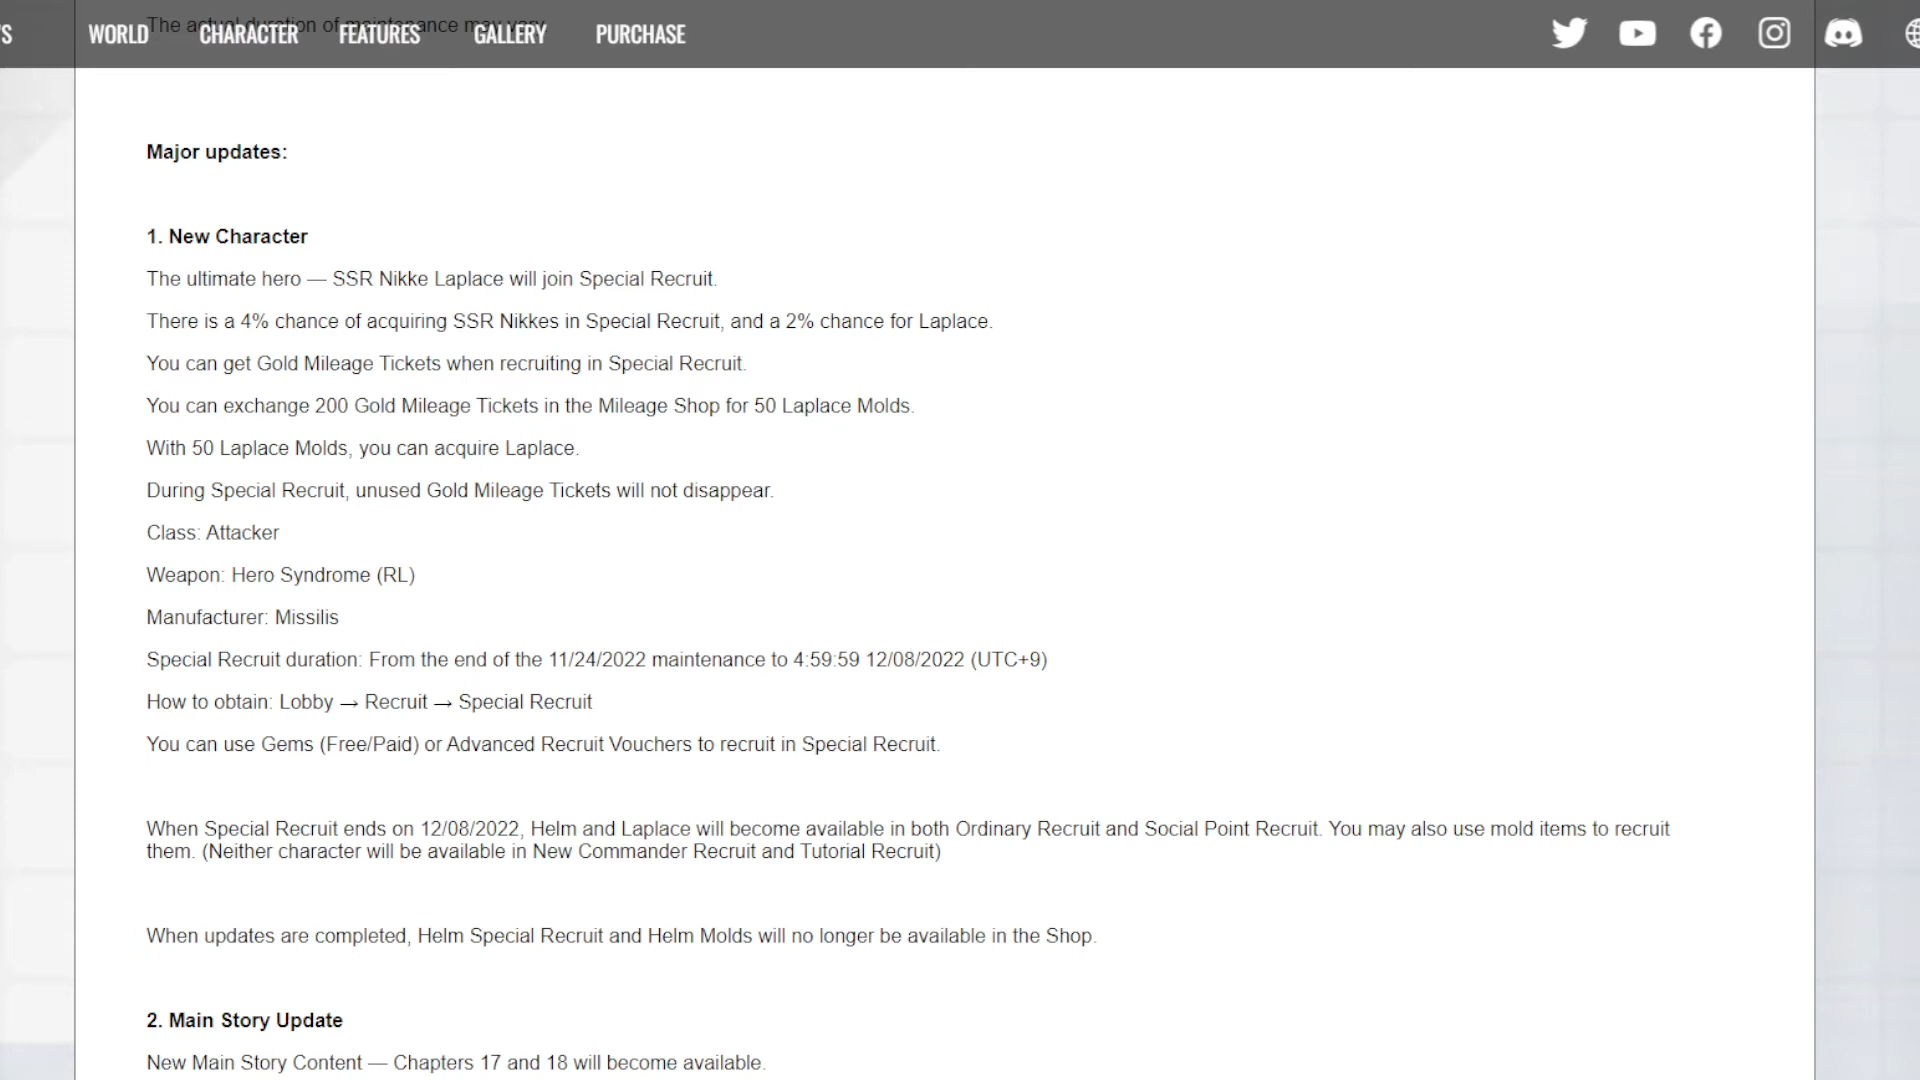 The actual duration of maintenance may vary.
'S WORLD CHARACTER FEATURES GALLERY PURCHASE
Major updates:
1. New Character
The ultimate hero — SSR Nikke Laplace will join Special Recruit.
There is a 4% chance of acquiring SSR Nikkes in Special Recruit, and a 2% chance for Laplace.
You can get Gold Mileage Tickets when recruiting in Special Recruit.
You can exchange 200 Gold Mileage Tickets in the Mileage Shop for 50 Laplace Molds.
With 50 Laplace Molds, you can acquire Laplace.
During Special Recruit, unused Gold Mileage Tickets will not disappear.
Class: Attacker
Weapon: Hero Syndrome (RL)
Manufacturer: Missilis
Special Recruit duration: From the end of the 11/24/2022 maintenance to 4:59:59 12/08/2022 (UTC+9)
How to obtain: Lobby → Recruit → Special Recruit
You can use Gems (Free/Paid) or Advanced Recruit Vouchers to recruit in Special Recruit.
When Special Recruit ends on 12/08/2022, Helm and Laplace will become available in both Ordinary Recruit and Social Point Recruit. You may also use mold items to recruit
them. (Neither character will be available in New Commander Recruit and Tutorial Recruit)
When updates are completed, Helm Special Recruit and Helm Molds will no longer be available in the Shop.
2. Main Story Update
New Main Story Content — Chapters 17 and 18 will become available.